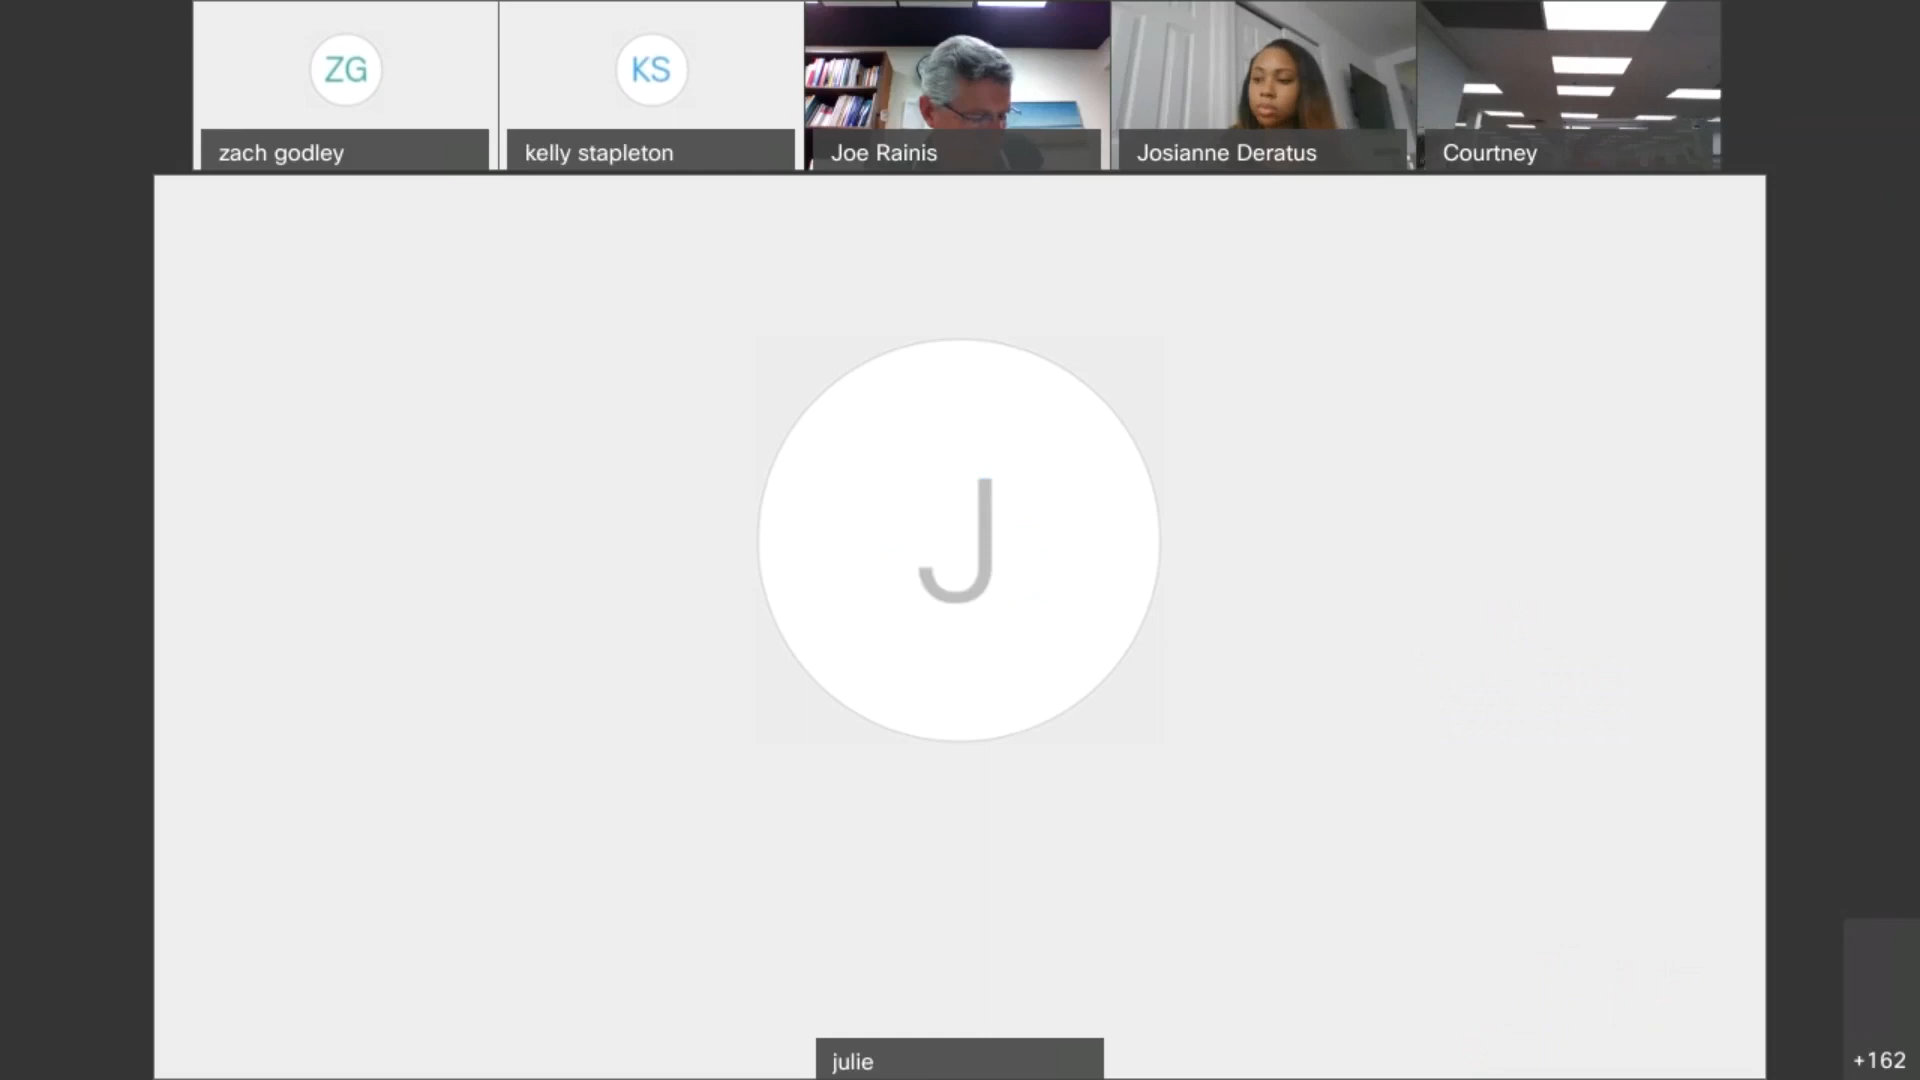 ZG
KS
zach godley
kelly stapleton
Joe Rainis
Josianne Deratus
Courtney
J
julie
+162